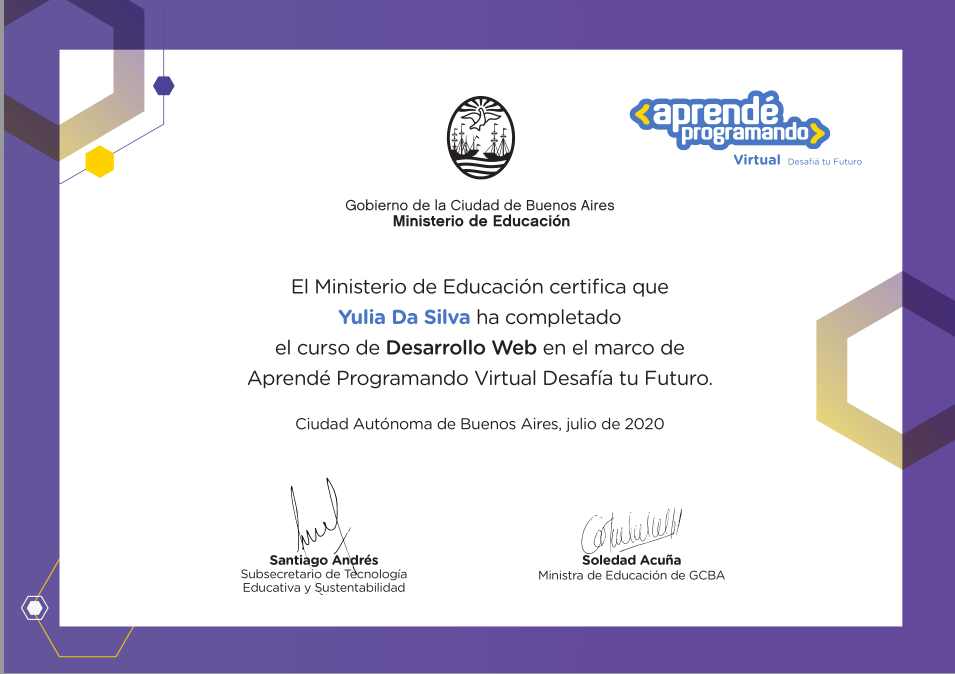 aprendé
programando
Virtual Desafiá tu Futuro
Gobierno de la Ciudad de Buenos Aires
Ministerio de Educación
El Ministerio de Educación certifica que
Yulia Da Silva ha completado
el curso de Desarrollo Web en el marco de
Aprendé Programando Virtual Desafía tu Futuro.
Ciudad Autónoma de Buenos Aires, julio de 2020
Santiago Andrés
Subsecretario de Tecnología
Educativa y Sustentabilidad
Soledad Acuña
Ministra de Educación de GCBA